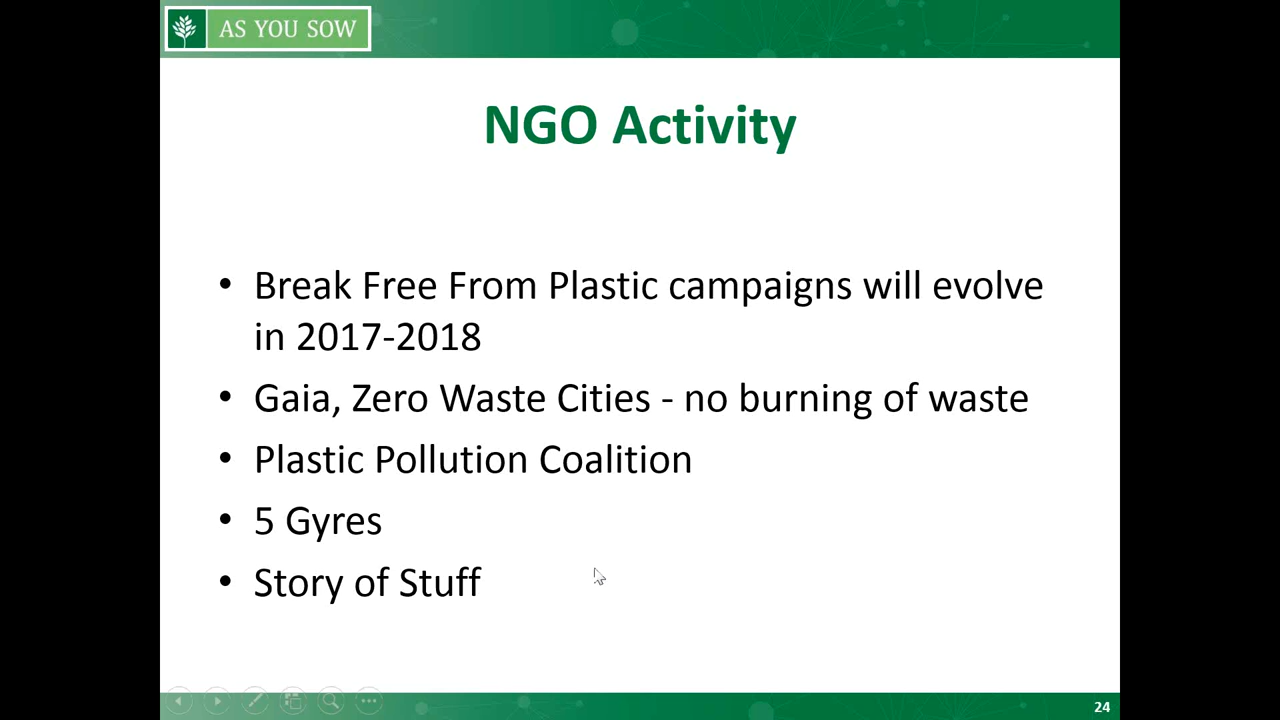 AS YOU SOW
NGO Activity
• Break Free From Plastic campaigns will evolve
in 2017-2018
• Gaia, Zero Waste Cities - no burning of waste
• Plastic Pollution Coalition
• 5 Gyres
• Story of Stuff
24